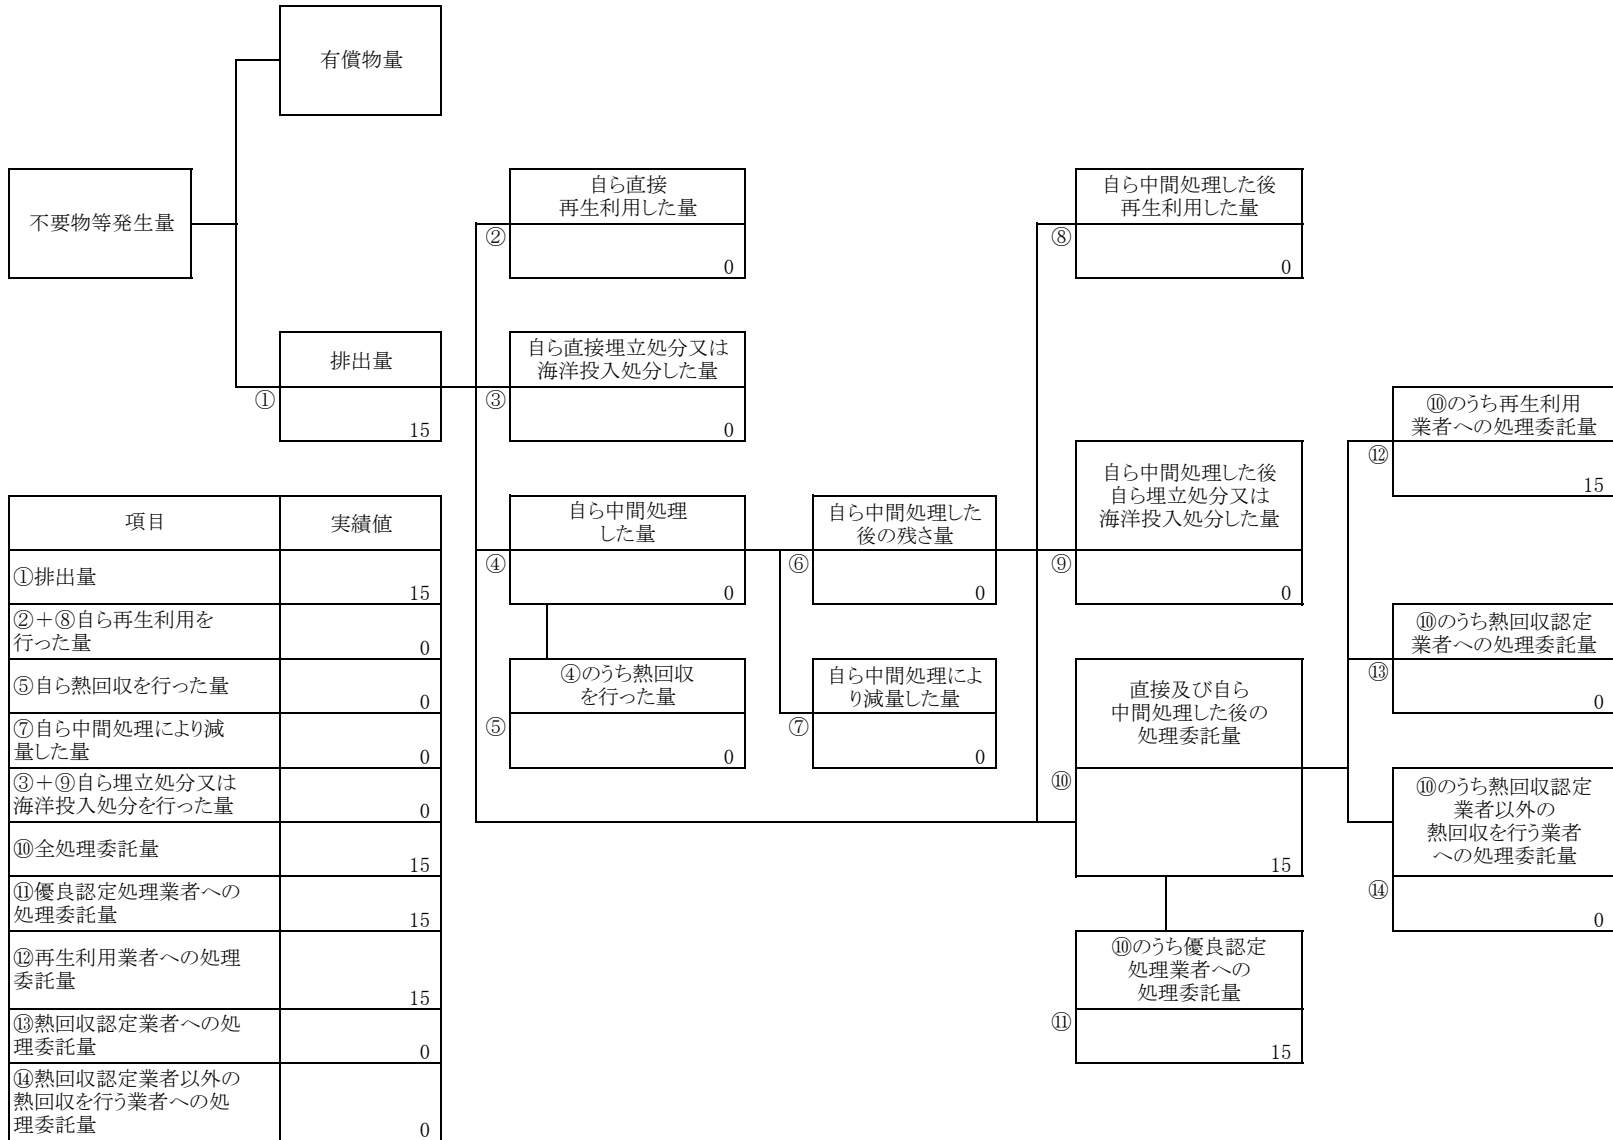 有償物量
不要物等発生量
自ら直接
再生利用した量
②
0
自ら中間処理した後
再生利用した量
⑧
0
排出量
①
15
自ら直接埋立処分又は
海洋投入処分した量
③
0
⑩のうち再生利用
業者への処理委託量
⑫
15
自ら中間処理
した量
④
0
自ら中間処理した
後の残さ量
⑥
0
自ら中間処理した後
自ら埋立処分又は
海洋投入処分した量
⑨
0
⑩のうち熱回収認定
業者への処理委託量
⑬
0
④のうち熱回収
を行った量
⑤
0
自ら中間処理によ
り減量した量
⑦
0
直接及び自ら
中間処理した後の
処理委託量
⑩
15
⑩のうち熱回収認定
業者以外の
熱回収を行う業者
への処理委託量
⑭
0
⑩のうち優良認定
処理業者への
処理委託量
⑪
15
項目
実績値
①排出量
15
②+⑧自ら再生利用を
行った量
0
⑤自ら熱回収を行った量
0
⑦自ら中間処理により減
量した量
0
③+⑨自ら埋立処分又は
海洋投入処分を行った量
0
⑩全処理委託量
15
⑪優良認定処理業者への
処理委託量
15
⑫再生利用業者への処理
委託量
15
⑬熱回収認定業者への処
理委託量
0
⑭熱回収認定業者以外の
熱回収を行う業者への処
理委託量
0